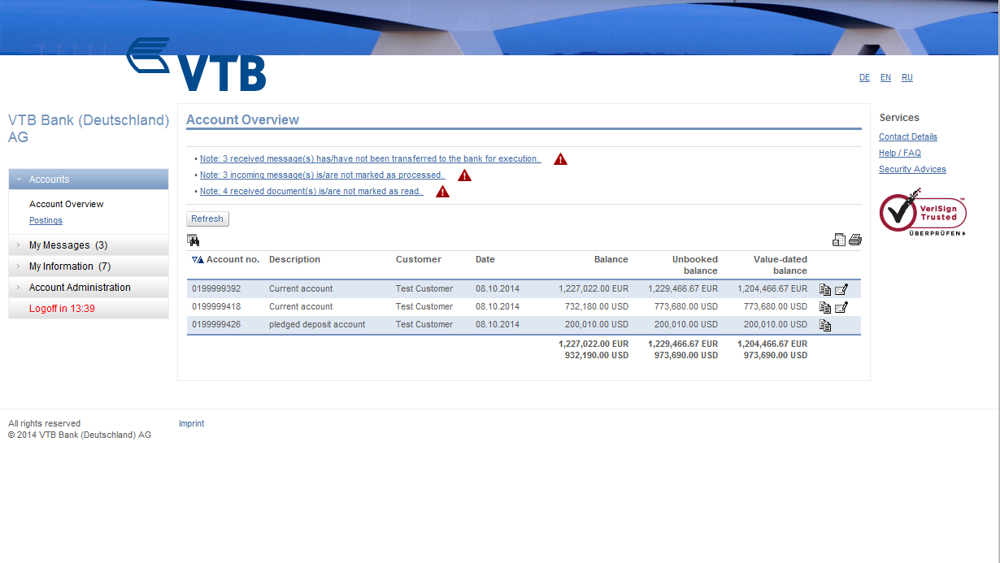 VTB
DE EN RU
VTB Bank (Deutschland)
AG
Accounts
Account Overview
Postings
My Messages (3)
My Information (7)
Account Administration
Logoff in 13:39
Account Overview
• Note: 3 received message(s) has/have not been transferred to the bank for execution.
• Note: 3 incoming message(s) is/are not marked as processed.
• Note: 4 received document(s) is/are not marked as read.
Refresh
Account no. Description Customer Date Balance Unbooked balance Value-dated balance
0199999392 Current account Test Customer 08.10.2014 1,227,022.00 EUR 1,229,466.67 EUR 1,204,466.67 EUR
0199999418 Current account Test Customer 08.10.2014 732,180.00 USD 773,680.00 USD 773,680.00 USD
0199999426 pledged deposit account Test Customer 08.10.2014 200,010.00 USD 200,010.00 USD 200,010.00 USD
1,227,022.00 EUR 1,229,466.67 EUR 1,204,466.67 EUR
932,190.00 USD 973,690.00 USD 973,690.00 USD
Services
Contact Details
Help / FAQ
Security Advices
VeriSign
Trusted
ÜBERPRÜFEN
All rights reserved
© 2014 VTB Bank (Deutschland) AG
Imprint